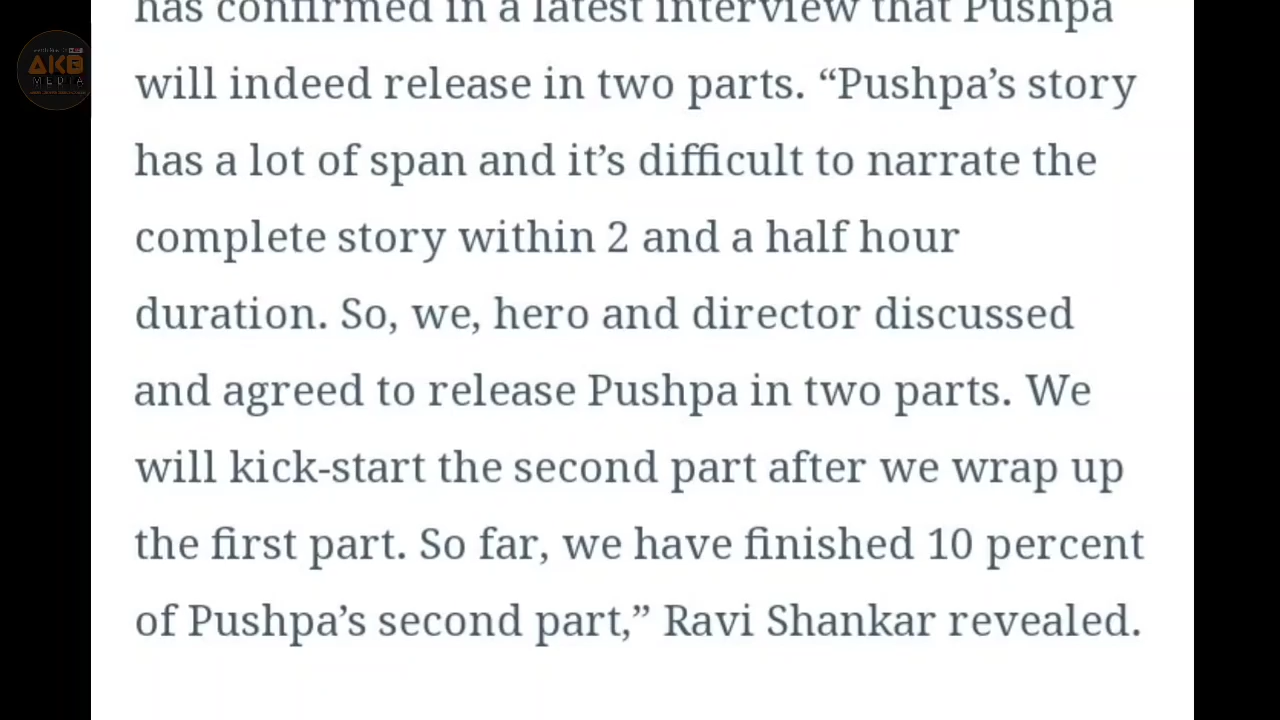 AKB
MEDIA
has confirmed in a latest interview that Pushpa
will indeed release in two parts. “Pushpa’s story
has a lot of span and it’s difficult to narrate the
complete story within 2 and a half hour
duration. So, we, hero and director discussed
and agreed to release Pushpa in two parts. We
will kick-start the second part after we wrap up
the first part. So far, we have finished 10 percent
of Pushpa’s second part,” Ravi Shankar revealed.